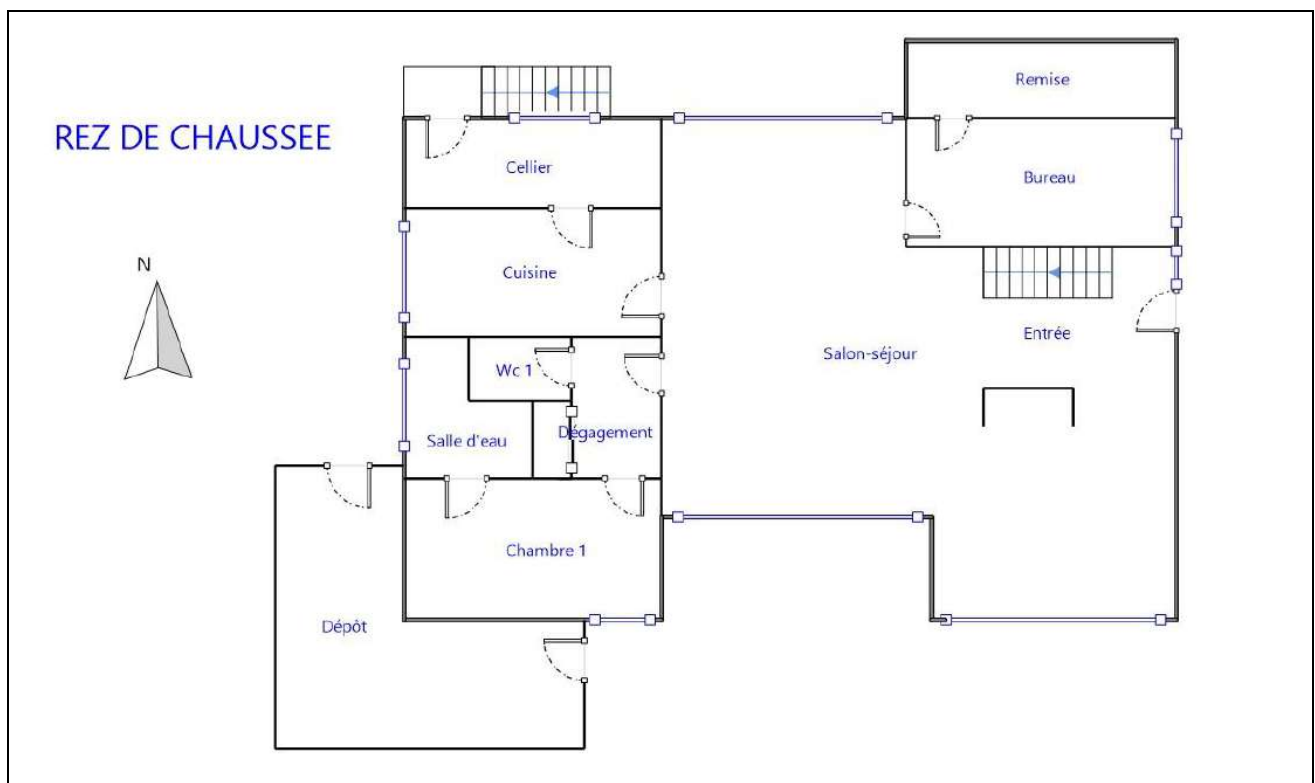 REZ DE CHAUSSEE
N
Remise
Cellier
Bureau
Cuisine
Entrée
Salon-séjour
Wc 1
Dégagement
Salle d'eau
Chambre 1
Dépôt